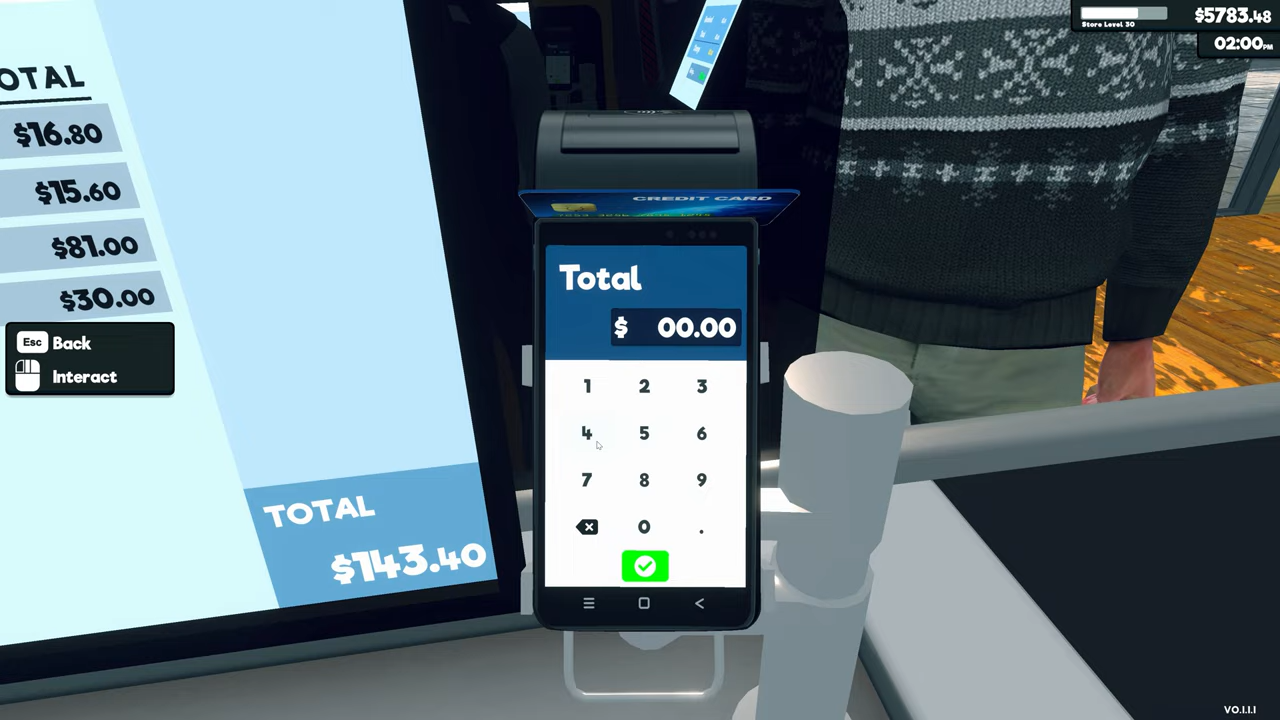 $5783.48
Store Level 30
02:00PM
OTAL
$16.80
$15.60
$81.00
$30.00
Esc Back
Interact
TOTAL
$143.40
CREDIT CARD
Total
$ 00.00
1 2 3
4 5 6
7 8 9
0 .
V0.1.1.1